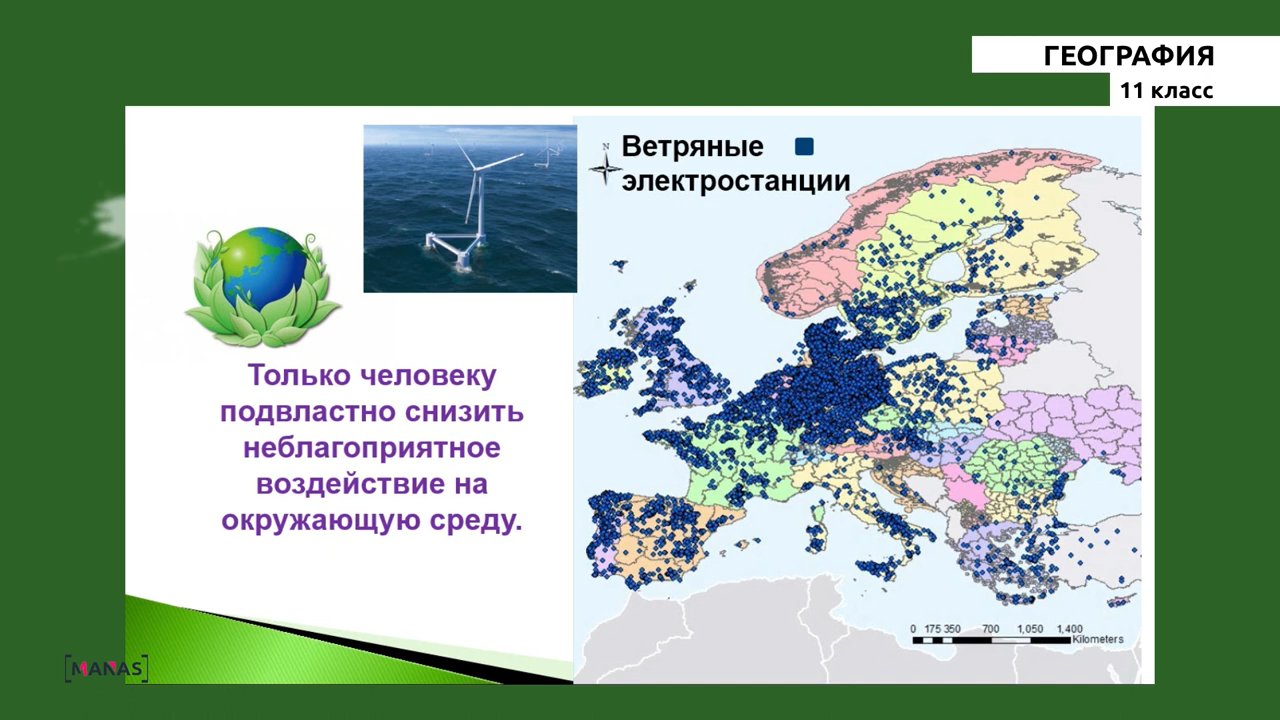 ГЕОГРАФИЯ
11 класс
Ветряные
электростанции
N
Только человеку
подвластно снизить
неблагоприятное
воздействие на
окружающую среду.
0 175 350 700 1,050 1,400
Kilometers
[MANAS]